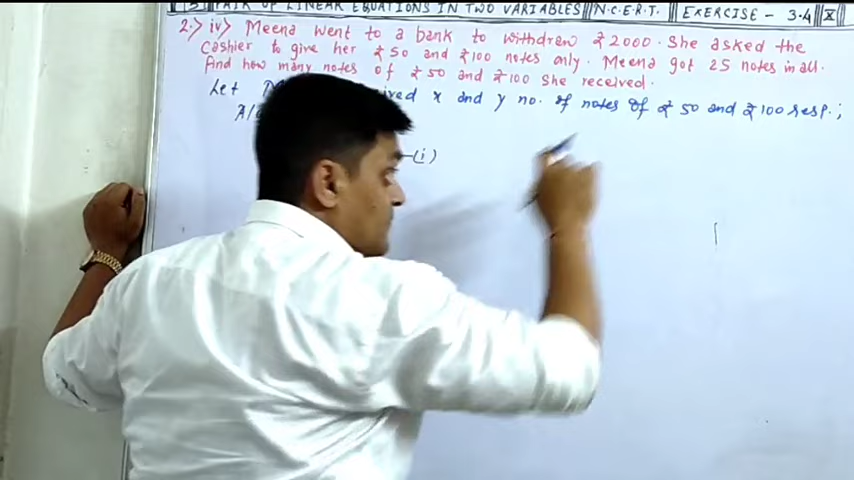 PAIR OF LINEAR EQUATIONS IN TWO VARIABLES N.C.E.R.T. EXERCISE - 3.4 X
2.> iv) Meena went to a bank to withdraw ₹2000. She asked the
cashier to give her ₹50 and ₹100 notes only. Meena got 25 notes in all.
Find how many notes of ₹50 and ₹100 she received.
Let x and y no. of notes of ₹ 50 and ₹100 resp.;
—(i)